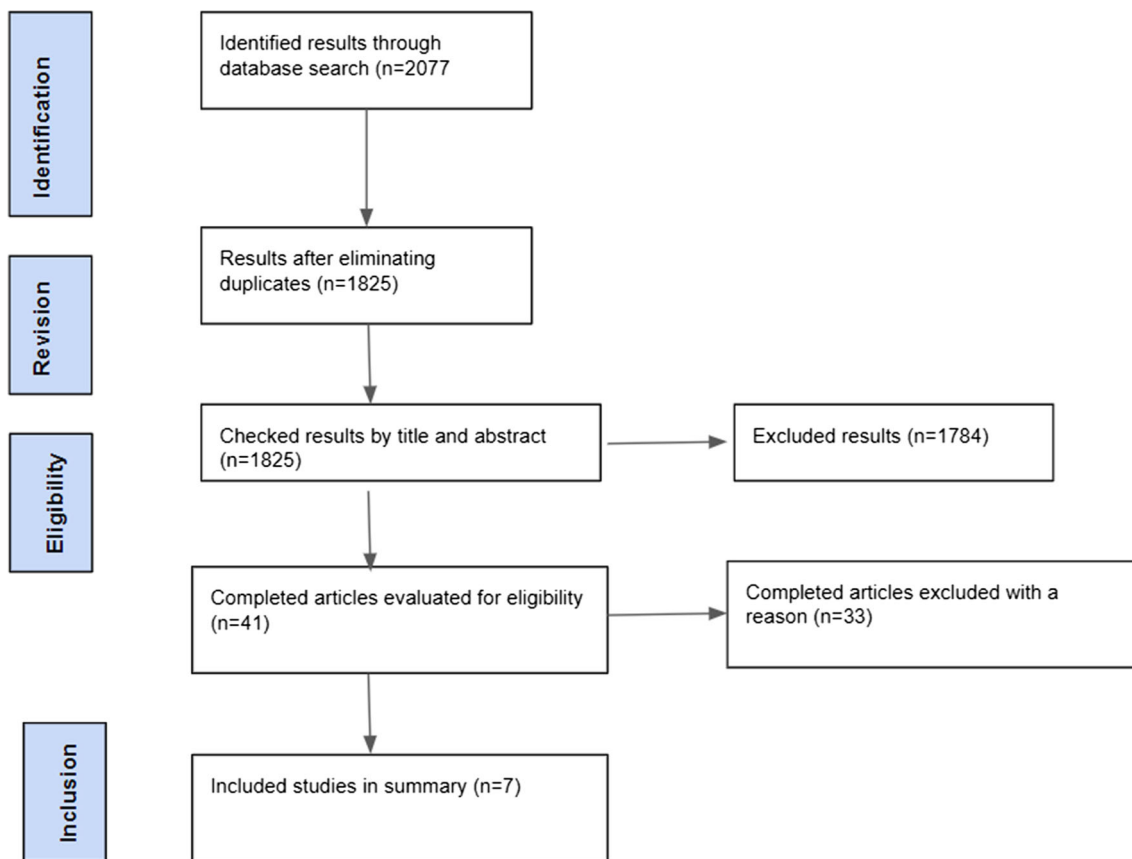 Identification
Identified results through
database search (n=2077
Revision
Results after eliminating
duplicates (n=1825)
Eligibility
Checked results by title and abstract
(n=1825)
Excluded results (n=1784)
Completed articles evaluated for eligibility
(n=41)
Completed articles excluded with a
reason (n=33)
Inclusion
Included studies in summary (n=7)